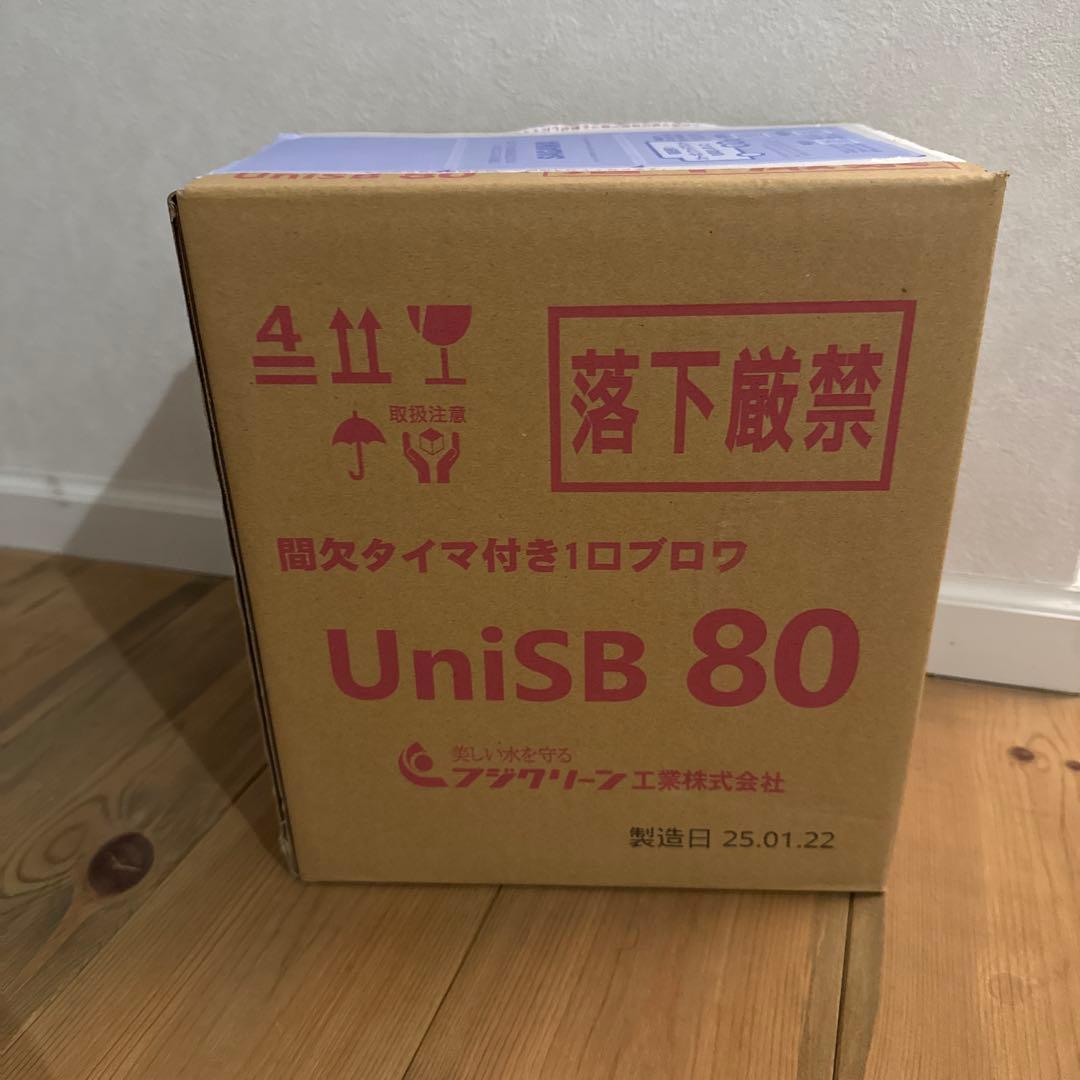 UniSB 80
4
取扱注意
落下厳禁
間欠タイマ付き1口ブロワ
UniSB 80
美しい水を守る
フジクリーン工業株式会社
製造日 25.01.22